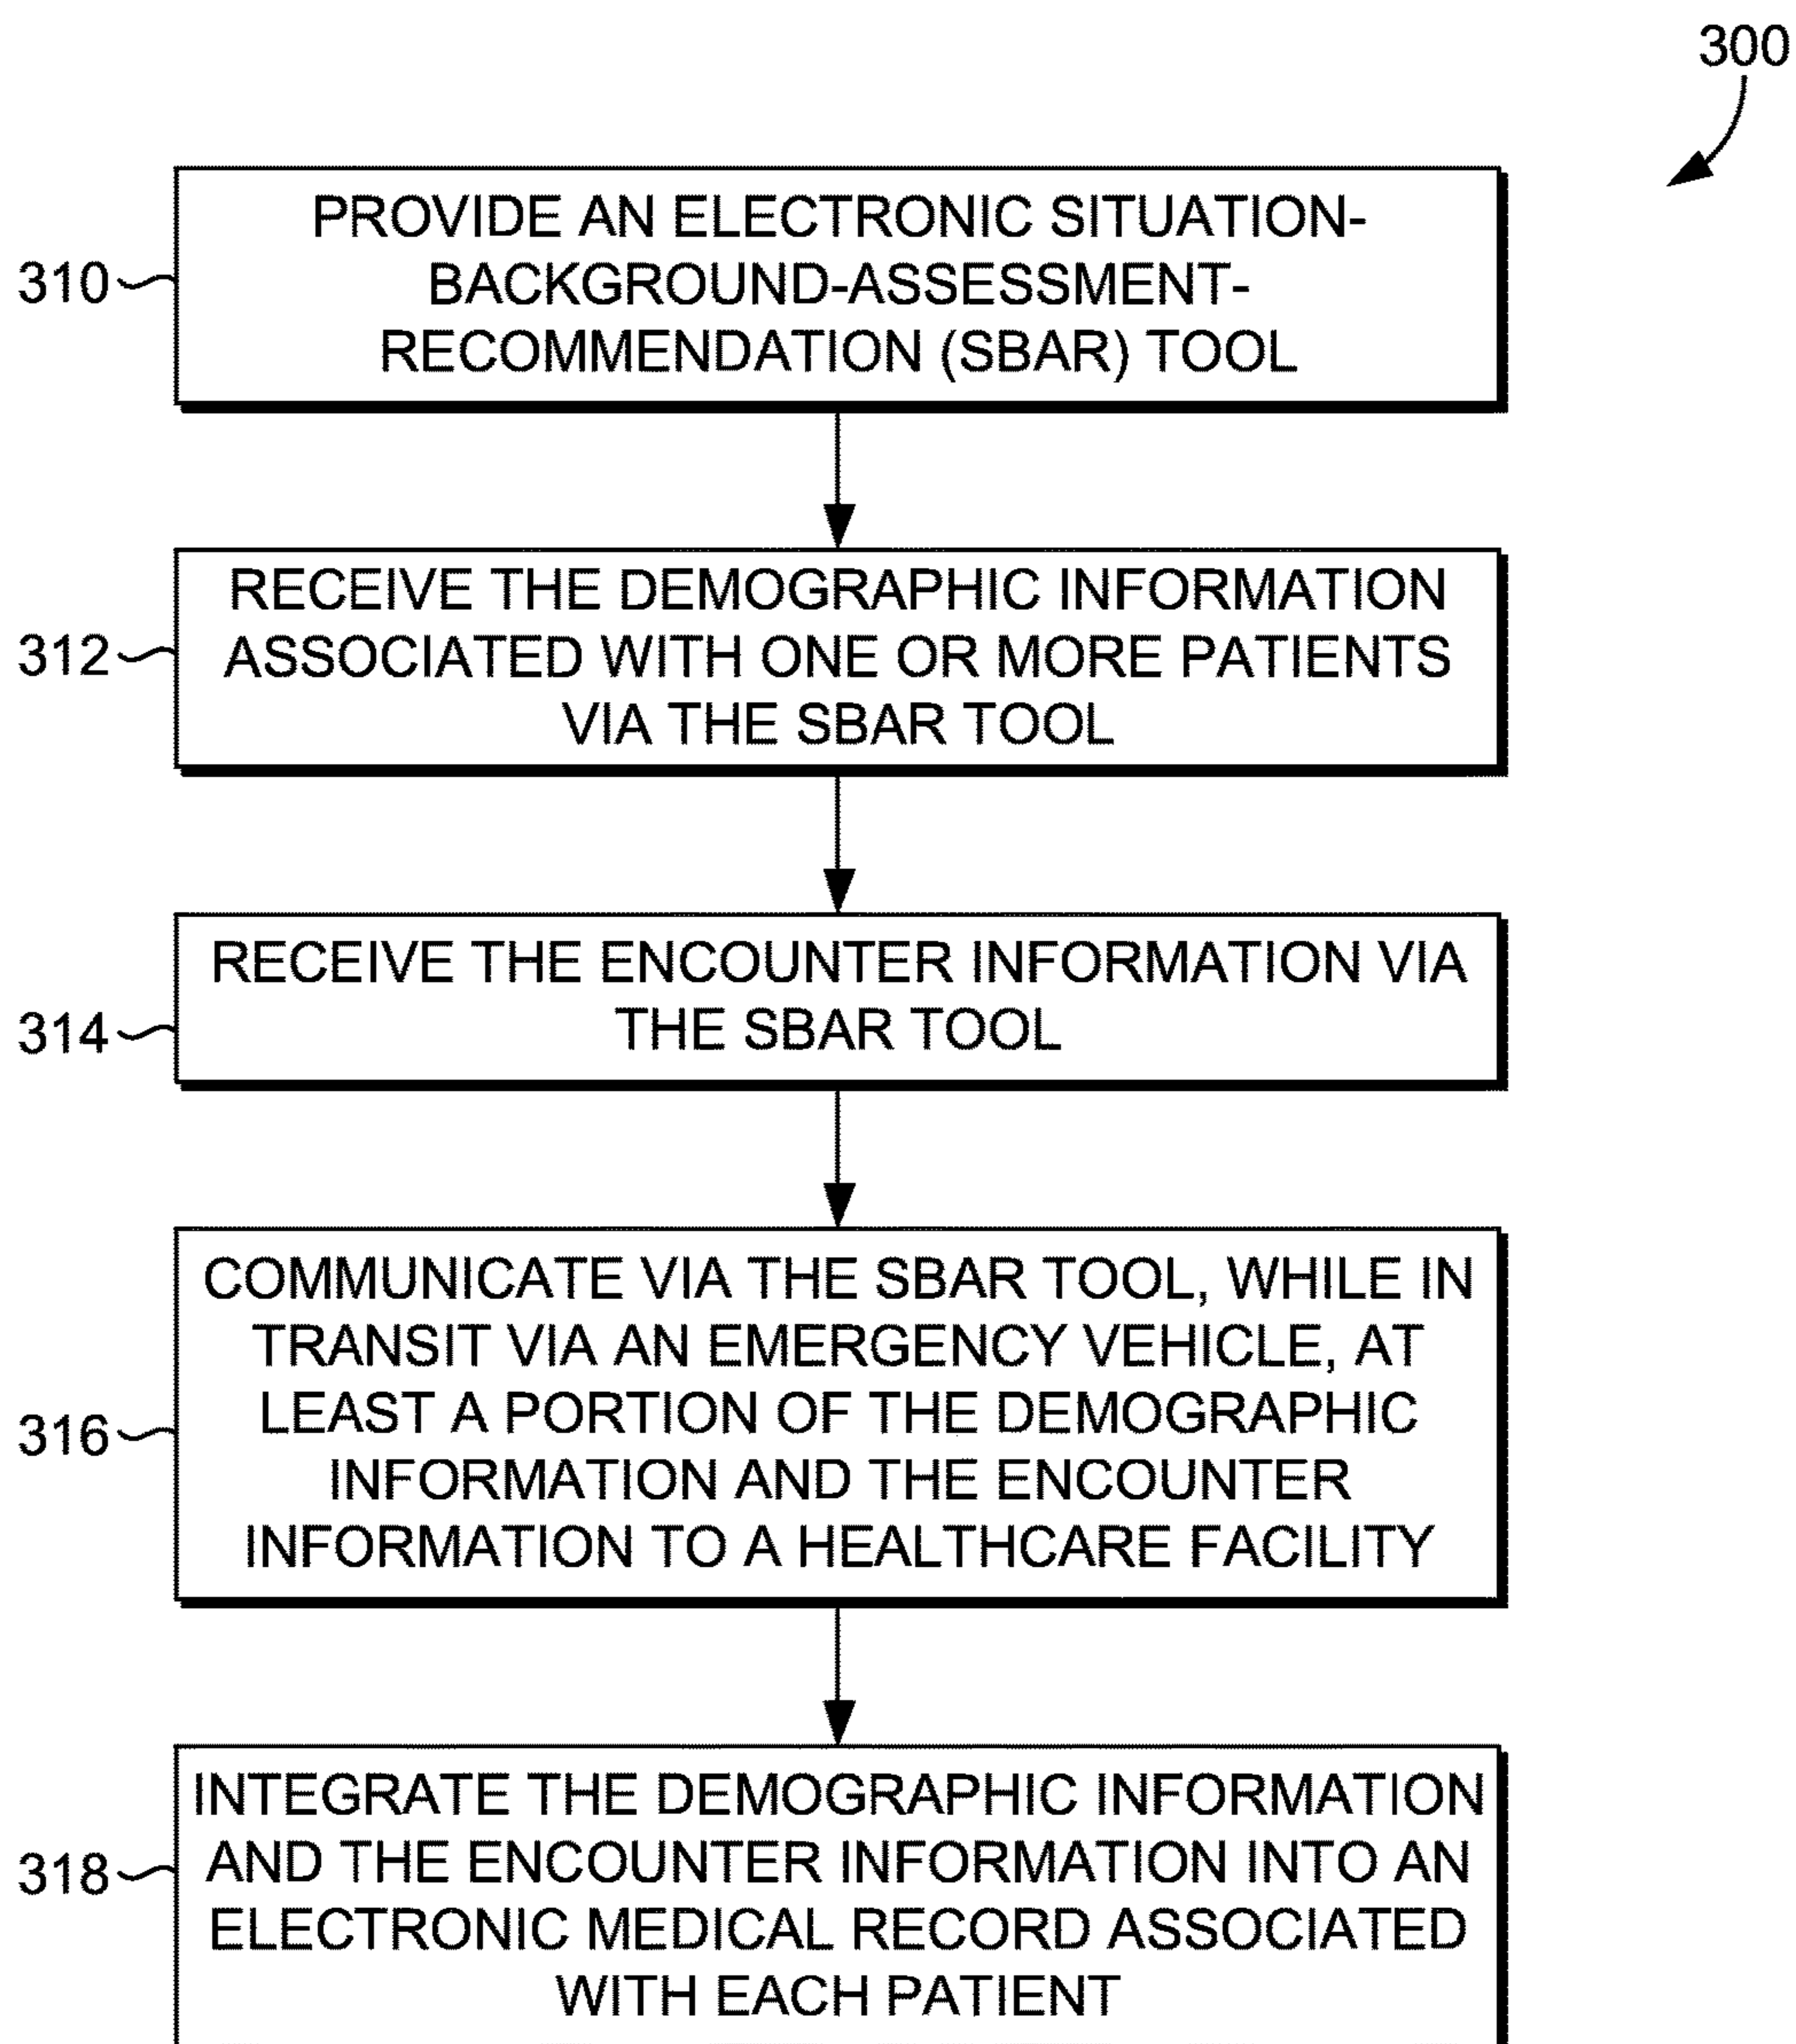 300
310
PROVIDE AN ELECTRONIC SITUATION-
BACKGROUND-ASSESSMENT-
RECOMMENDATION (SBAR) TOOL
312
RECEIVE THE DEMOGRAPHIC INFORMATION
ASSOCIATED WITH ONE OR MORE PATIENTS
VIA THE SBAR TOOL
314
RECEIVE THE ENCOUNTER INFORMATION VIA
THE SBAR TOOL
316
COMMUNICATE VIA THE SBAR TOOL, WHILE IN
TRANSIT VIA AN EMERGENCY VEHICLE, AT
LEAST A PORTION OF THE DEMOGRAPHIC
INFORMATION AND THE ENCOUNTER
INFORMATION TO A HEALTHCARE FACILITY
318
INTEGRATE THE DEMOGRAPHIC INFORMATION
AND THE ENCOUNTER INFORMATION INTO AN
ELECTRONIC MEDICAL RECORD ASSOCIATED
WITH EACH PATIENT